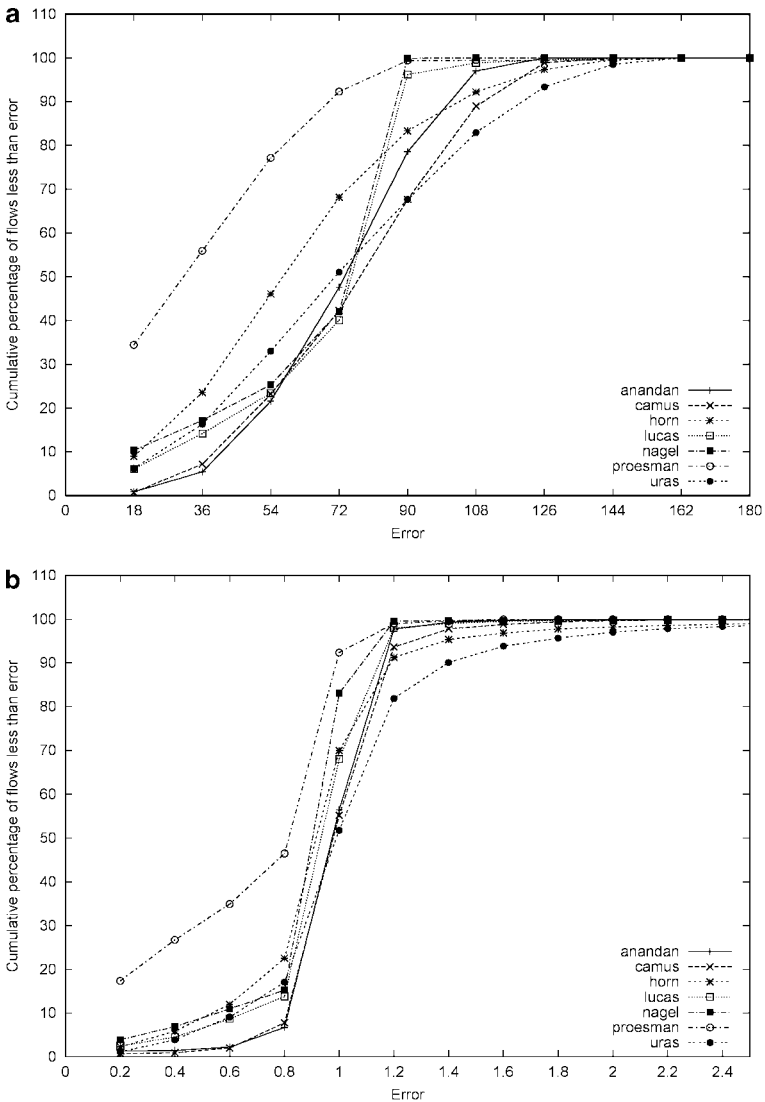 a
110
100
90
80
70
60
50
40
30
20
10
0
Cumulative percentage of flows less than error
anandan
camus
horn
lucas
nagel
proesman
uras
0 18 36 54 72 90 108 126 144 162 180
Error
b
110
100
90
80
70
60
50
40
30
20
10
0
Cumulative percentage of flows less than error
anandan
camus
horn
lucas
nagel
proesman
uras
0 0.2 0.4 0.6 0.8 1 1.2 1.4 1.6 1.8 2 2.2 2.4
Error